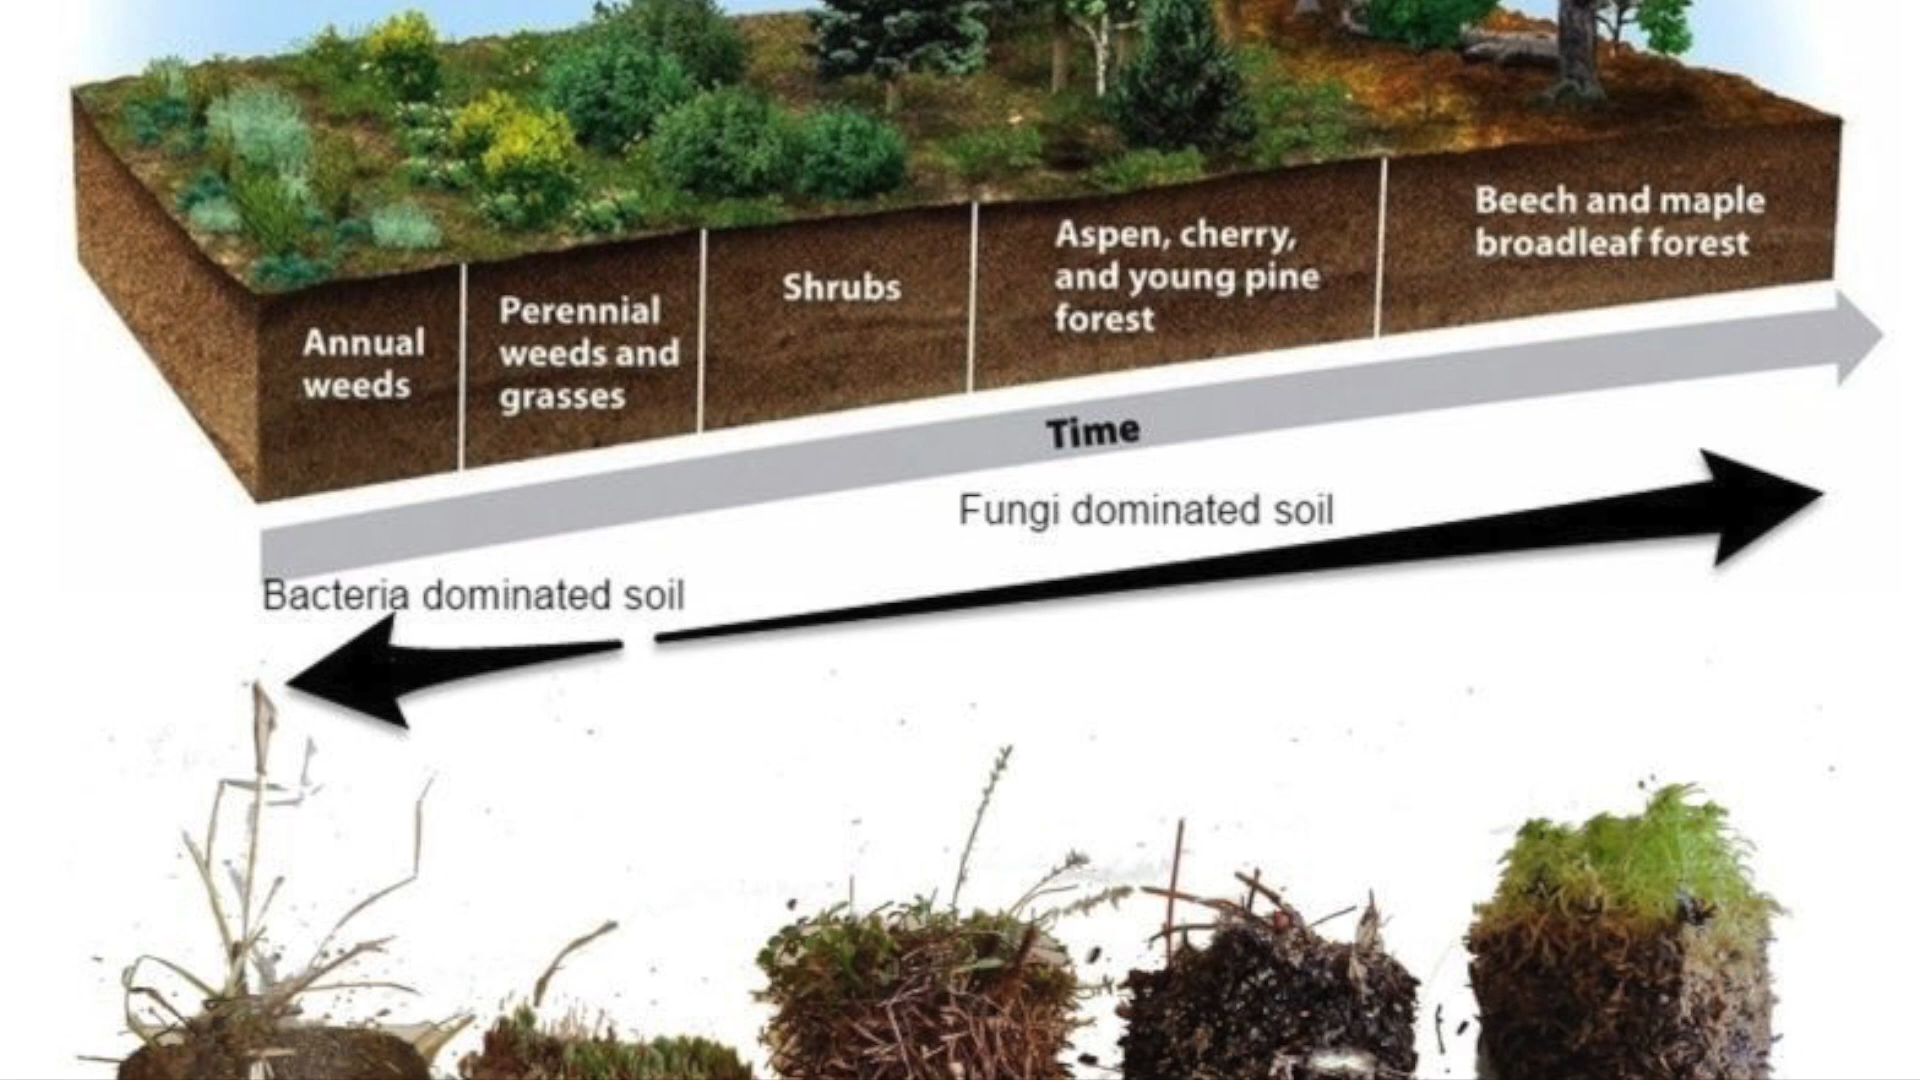 Annual
weeds
Perennial
weeds and
grasses
Shrubs
Aspen, cherry,
and young pine
forest
Beech and maple
broadleaf forest
Time
Fungi dominated soil
Bacteria dominated soil